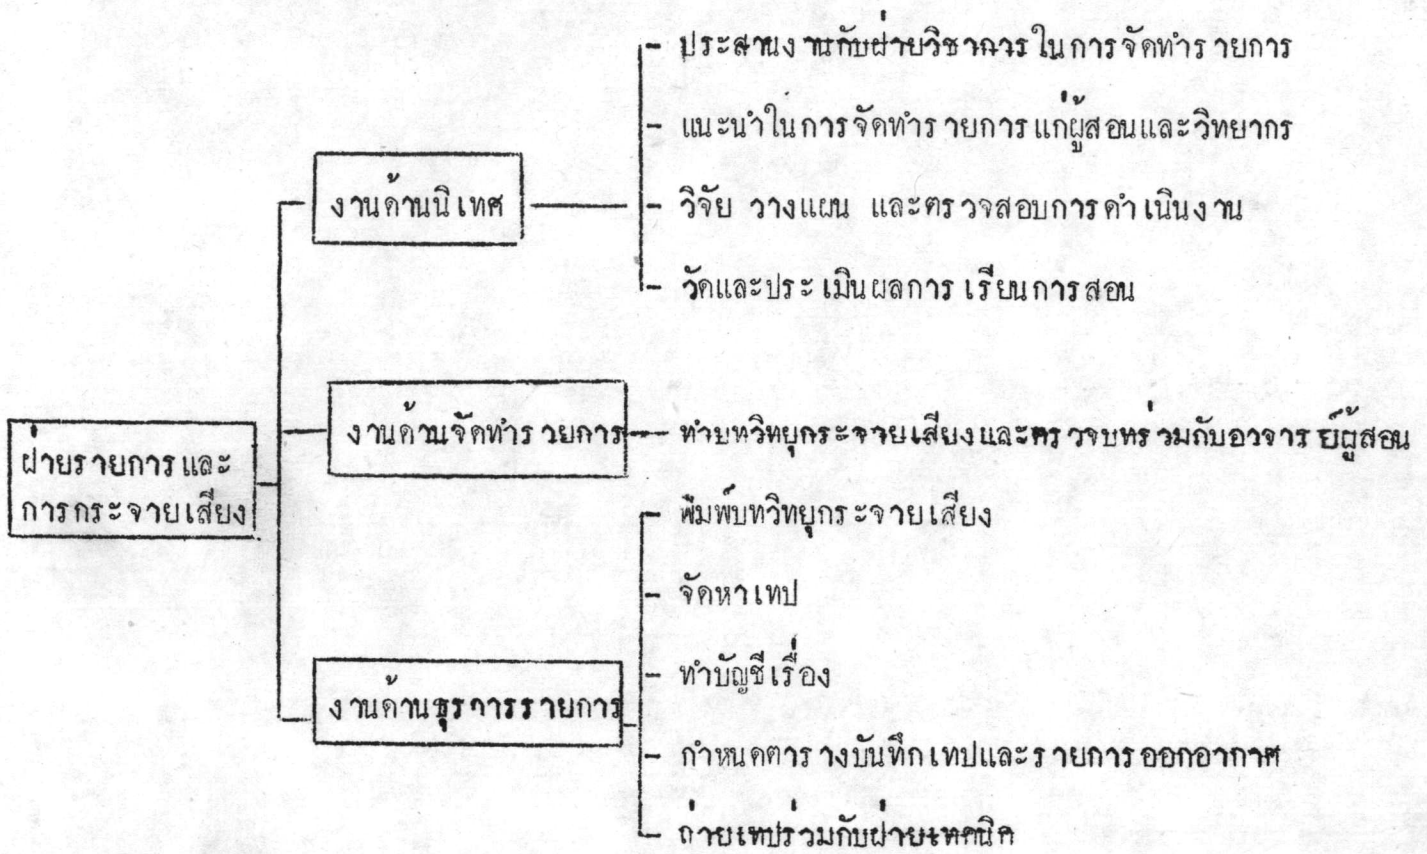 - ประสานงานกับฝ่ายวิชาการในการจัดทำรายการ
- แนะนำในการจัดทำรายการแก่ผู้สอนและวิทยากร
งานด้านนิเทศ
- วิจัย วางแผน และตรวจสอบการดำเนินงาน
- วัดและประเมินผลการเรียนการสอน
งานด้านจัดทำรายการ
- ทำบทวิทยุกระจายเสียงและตรวจบทร่วมกับอาจารย์ผู้สอน
ฝ่ายรายการและ
การกระจายเสียง
- พิมพ์บทวิทยุกระจายเสียง
- จัดหาเทป
- ทำบัญชีเรื่อง
งานด้านธุรการรายการ
- กำหนดตารางบันทึกเทปและรายการออกอากาศ
- ถ่ายเทปร่วมกับฝ่ายเทคนิค